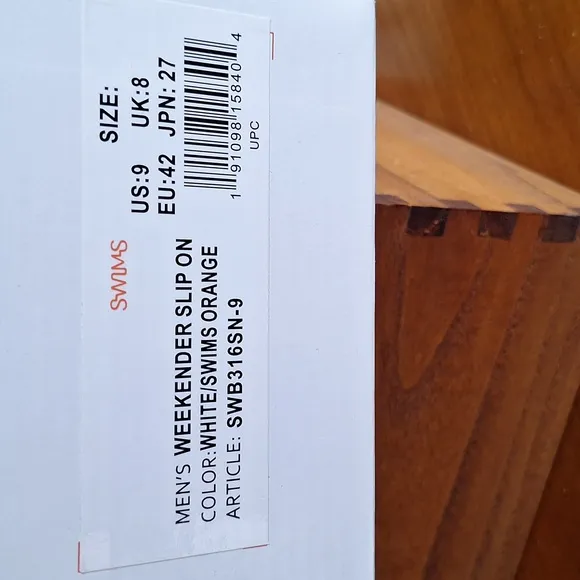 SWIMS
SIZE:
US:9 UK:8
EU:42 JPN: 27
1 91098 15840 4
UPC
MEN'S WEEKENDER SLIP ON
COLOR:WHITE/SWIMS ORANGE
ARTICLE: SWB316SN-9